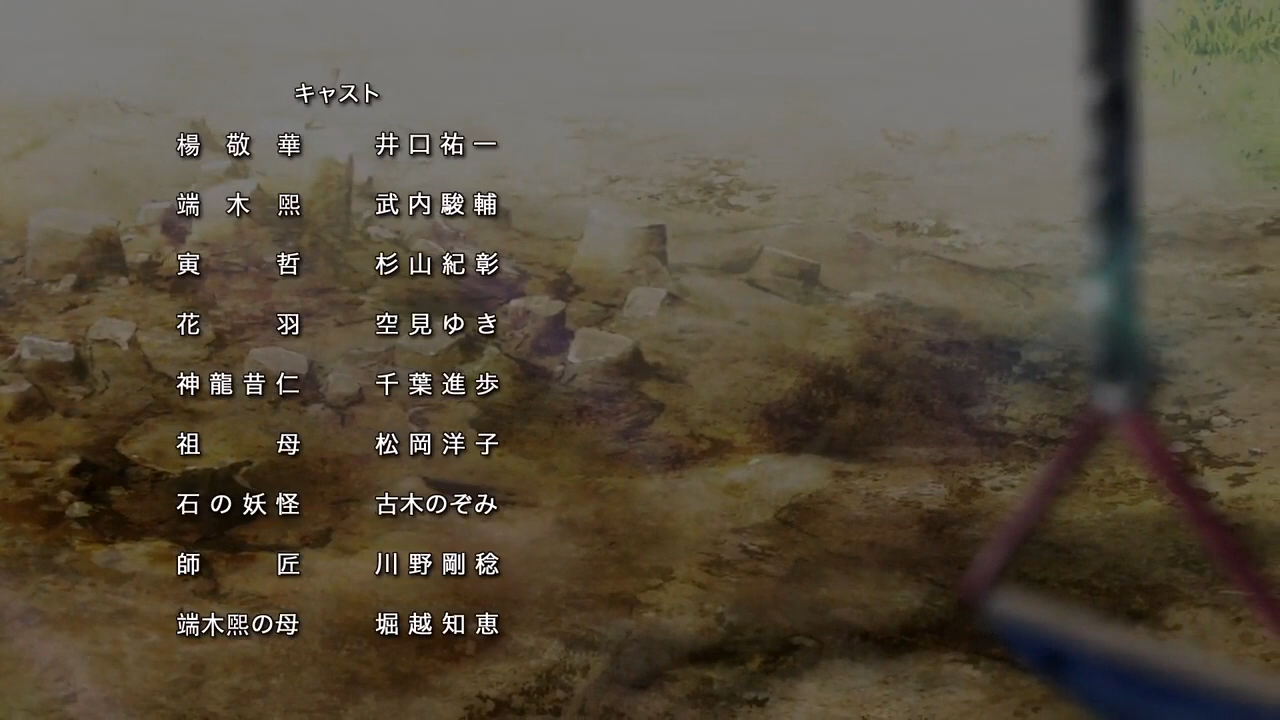 キャスト
楊敬華 井口祐一
端木熙 武内駿輔
寅哲 杉山紀彰
花羽 空見ゆき
神龍昔仁 千葉進歩
祖母 松岡洋子
石の妖怪 古木のぞみ
師匠 川野剛稔
端木熙の母 堀越知恵